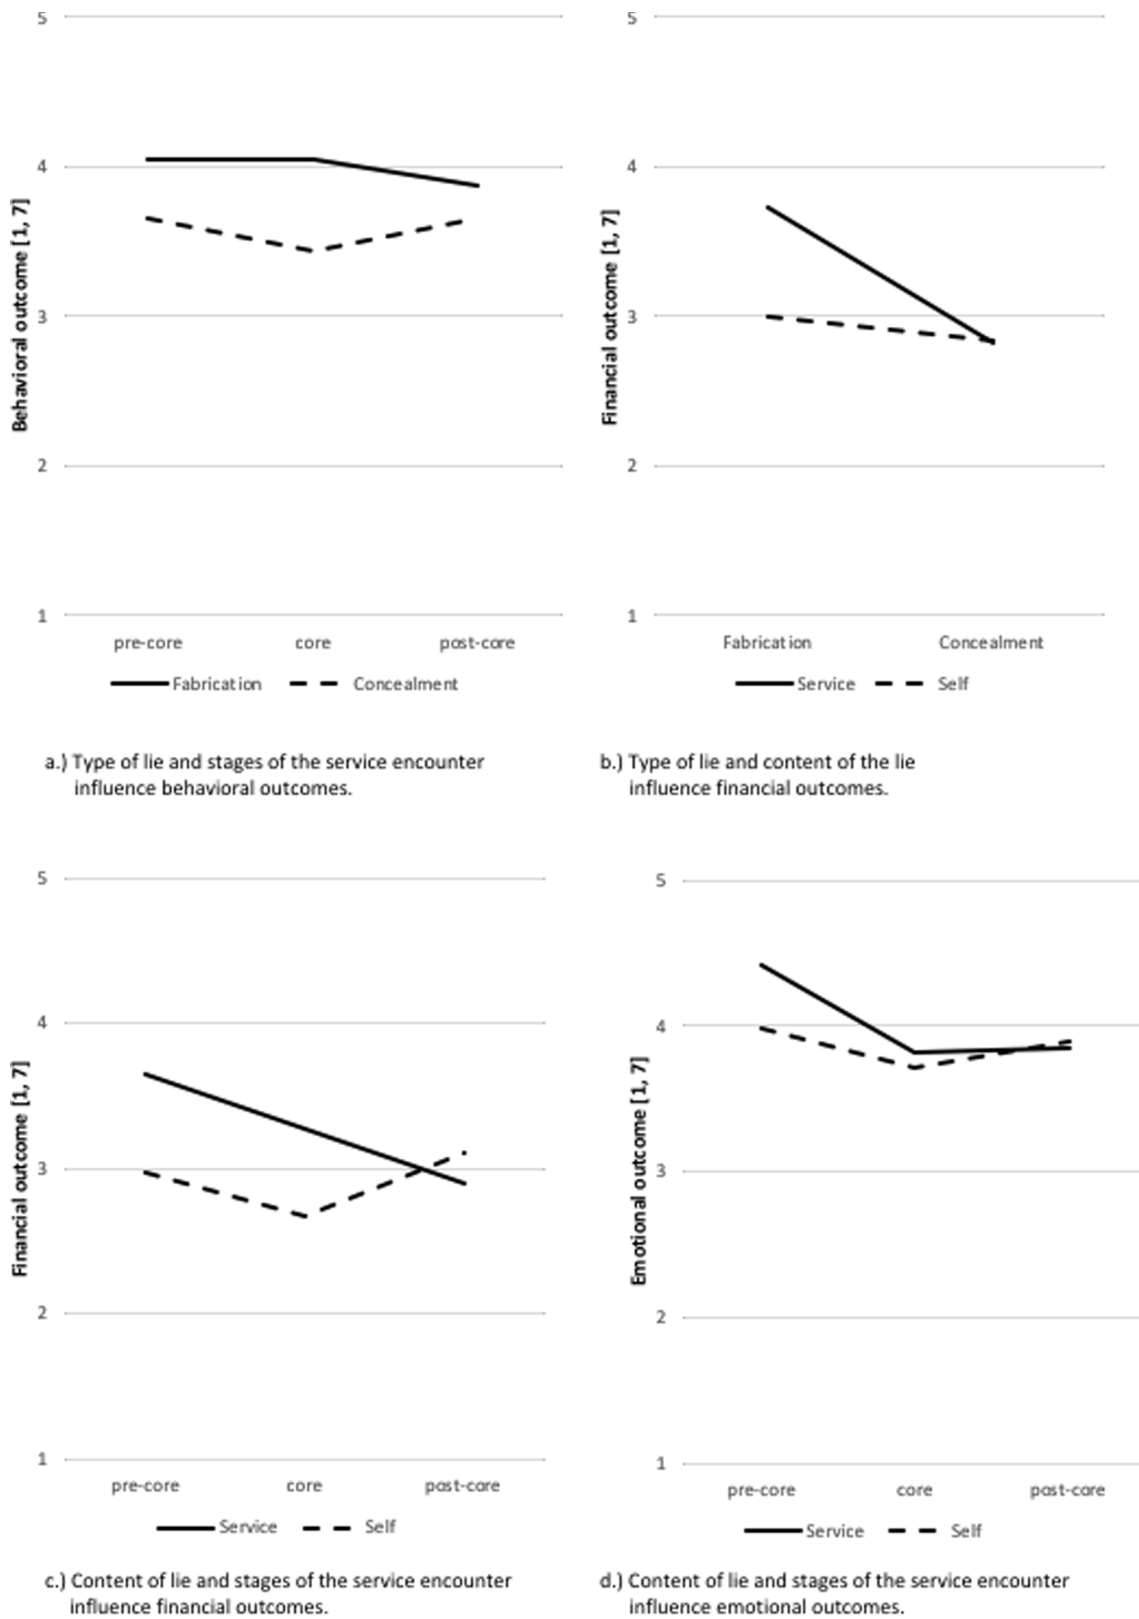 5
4
3
2
1
Behavioral outcome [1, 7]
pre-core core post-core
Fabrication Concealment
a.) Type of lie and stages of the service encounter
influence behavioral outcomes.
5
4
3
2
1
Financial outcome [1, 7]
Fabrication Concealment
Service Self
b.) Type of lie and content of the lie
influence financial outcomes.
5
4
3
2
1
Financial outcome [1, 7]
pre-core core post-core
Service Self
c.) Content of lie and stages of the service encounter
influence financial outcomes.
5
4
3
2
1
Emotional outcome [1, 7]
pre-core core post-core
Service Self
d.) Content of lie and stages of the service encounter
influence emotional outcomes.